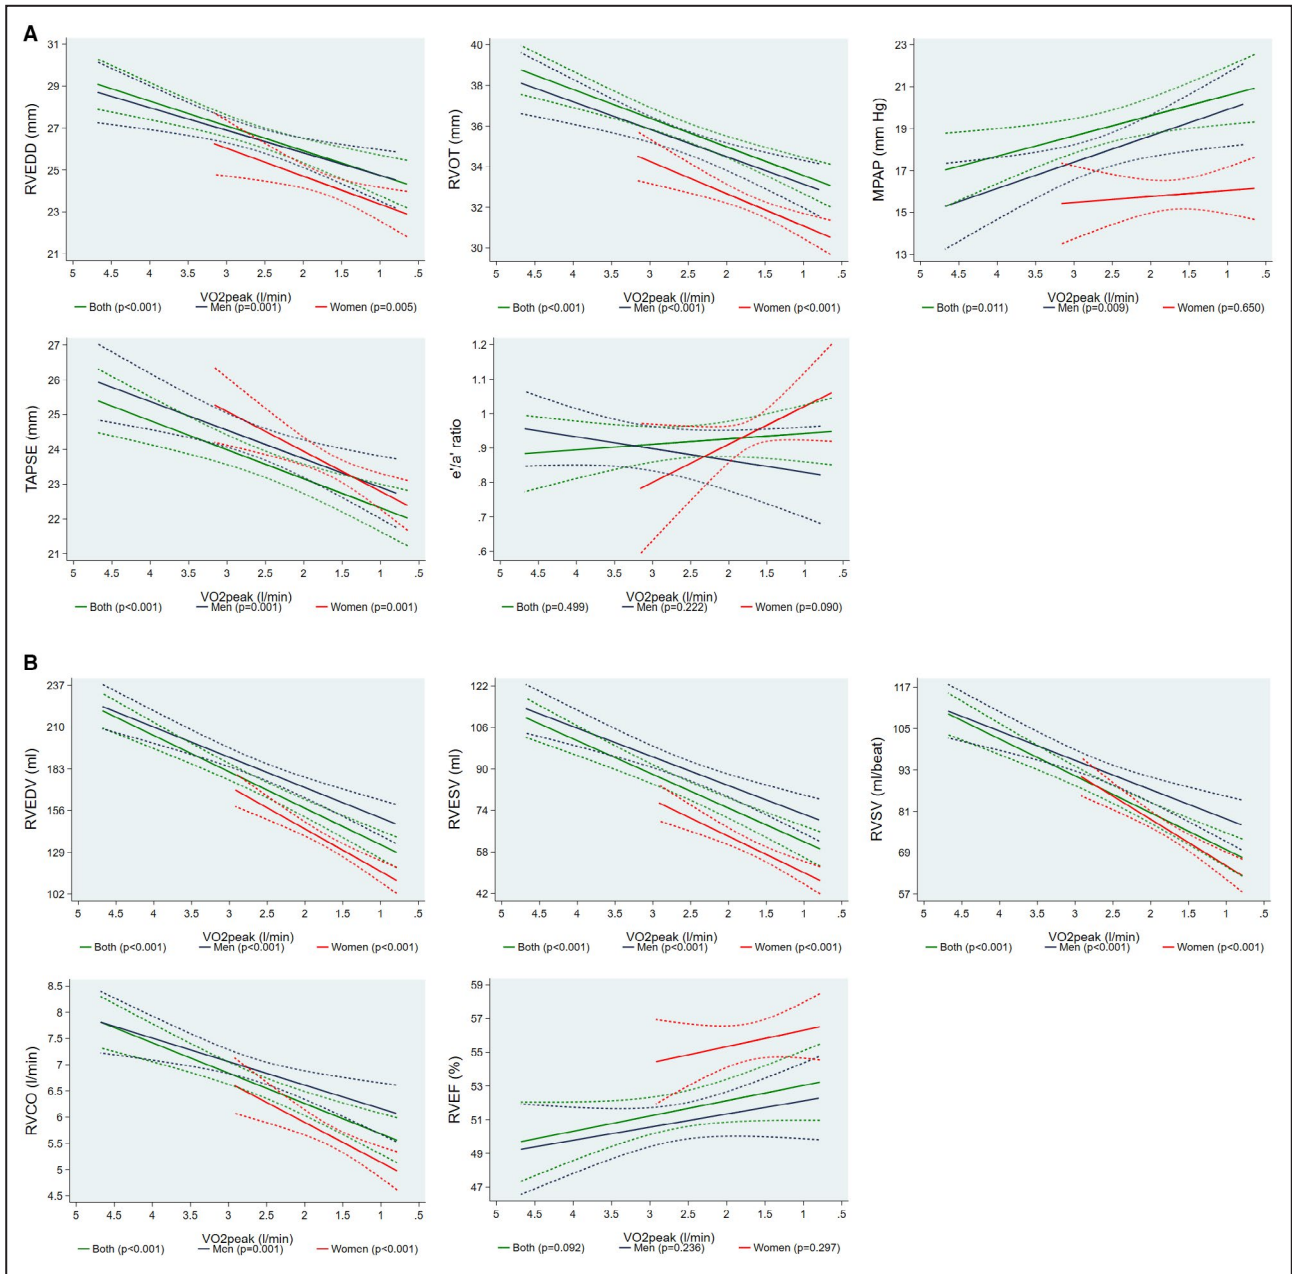 A
31
29
27
25
23
21
RVEDD (mm)
5 4.5 4 3.5 3 2.5 2 1.5 1 .5
VO2peak (l/min)
Both (p<0.001) Men (p=0.001) Women (p=0.005)
40
38
36
34
32
30
RVOT (mm)
5 4.5 4 3.5 3 2.5 2 1.5 1 .5
VO2peak (l/min)
Both (p<0.001) Men (p<0.001) Women (p<0.001)
23
21
19
17
15
13
MPAP (mm Hg)
5 4.5 4 3.5 3 2.5 2 1.5 1 .5
VO2peak (l/min)
Both (p=0.011) Men (p=0.009) Women (p=0.650)
27
26
25
24
23
22
21
TAPSE (mm)
5 4.5 4 3.5 3 2.5 2 1.5 1 .5
VO2peak (l/min)
Both (p<0.001) Men (p=0.001) Women (p=0.001)
1.2
1.1
1
.9
.8
.7
.6
e'/a' ratio
5 4.5 4 3.5 3 2.5 2 1.5 1 .5
VO2peak (l/min)
Both (p=0.499) Men (p=0.222) Women (p=0.090)
B
237
210
183
156
129
102
RVEDV (ml)
5 4.5 4 3.5 3 2.5 2 1.5 1 .5
VO2peak (l/min)
Both (p<0.001) Men (p<0.001) Women (p<0.001)
122
106
90
74
58
42
RVESV (ml)
5 4.5 4 3.5 3 2.5 2 1.5 1 .5
VO2peak (l/min)
Both (p<0.001) Men (p<0.001) Women (p<0.001)
117
105
93
81
69
57
RVSV (ml/beat)
5 4.5 4 3.5 3 2.5 2 1.5 1 .5
VO2peak (l/min)
Both (p<0.001) Men (p<0.001) Women (p<0.001)
8.5
8
7.5
7
6.5
6
5.5
5
4.5
RVCO (l/min)
5 4.5 4 3.5 3 2.5 2 1.5 1 .5
VO2peak (l/min)
Both (p<0.001) Men (p=0.001) Women (p<0.001)
59
57
55
53
51
49
47
RVEF (%)
5 4.5 4 3.5 3 2.5 2 1.5 1 .5
VO2peak (l/min)
Both (p=0.092) Men (p=0.236) Women (p=0.297)